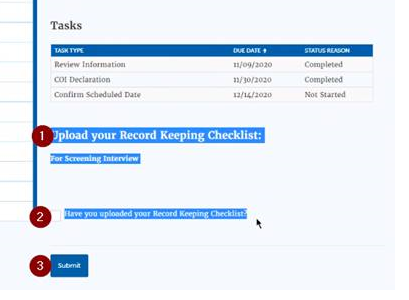 Tasks
TASK TYPE DUE DATE STATUS REASON
Review Information 11/09/2020 Completed
COI Declaration 11/30/2020 Completed
Confirm Scheduled Date 12/14/2020 Not Started
1 Upload your Record Keeping Checklist:
For Screening Interview
2 Have you uploaded your Record Keeping Checklist?
3 Submit